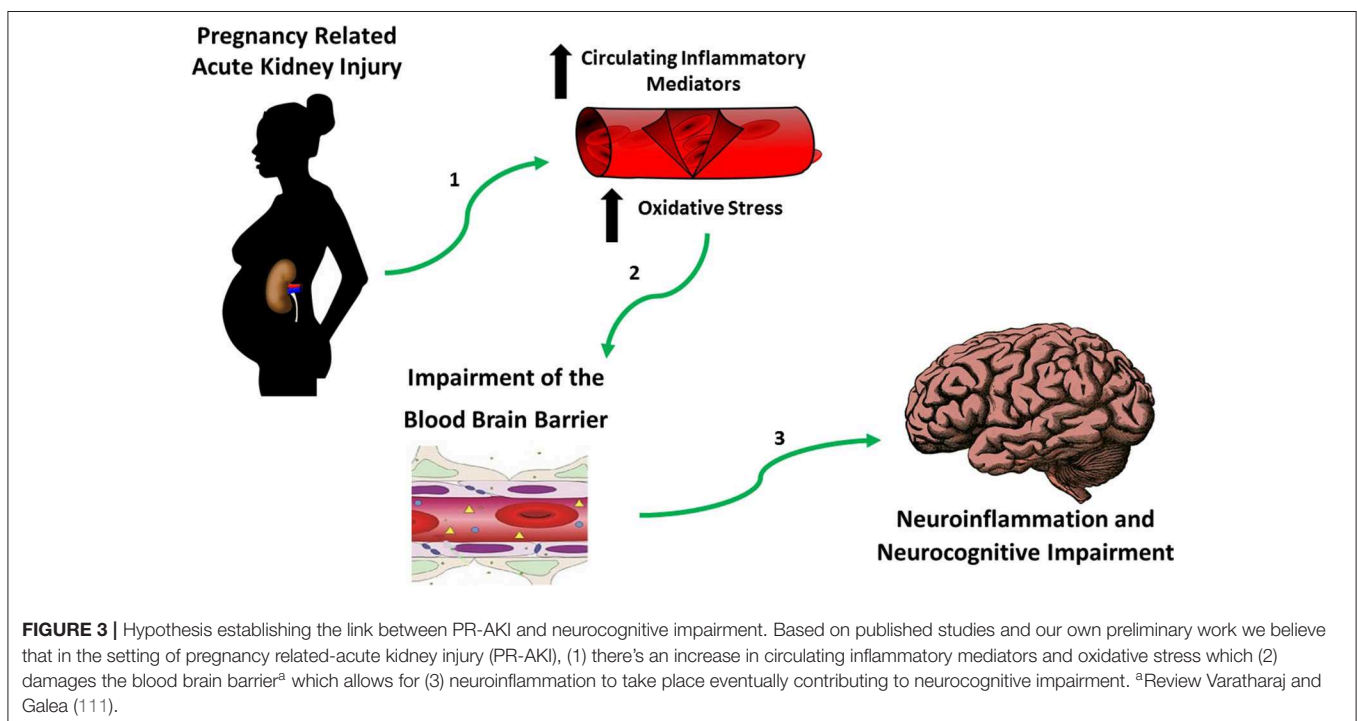 Pregnancy Related
Acute Kidney Injury
Circulating Inflammatory
Mediators
1
Oxidative Stress
2
Impairment of the
Blood Brain Barrier
3
Neuroinflammation and
Neurocognitive Impairment
FIGURE 3 | Hypothesis establishing the link between PR-AKI and neurocognitive impairment. Based on published studies and our own preliminary work we believe
that in the setting of pregnancy related-acute kidney injury (PR-AKI), (1) there's an increase in circulating inflammatory mediators and oxidative stress which (2)
damages the blood brain barrierᵃ which allows for (3) neuroinflammation to take place eventually contributing to neurocognitive impairment. ᵃReview Varatharaj and
Galea (111).